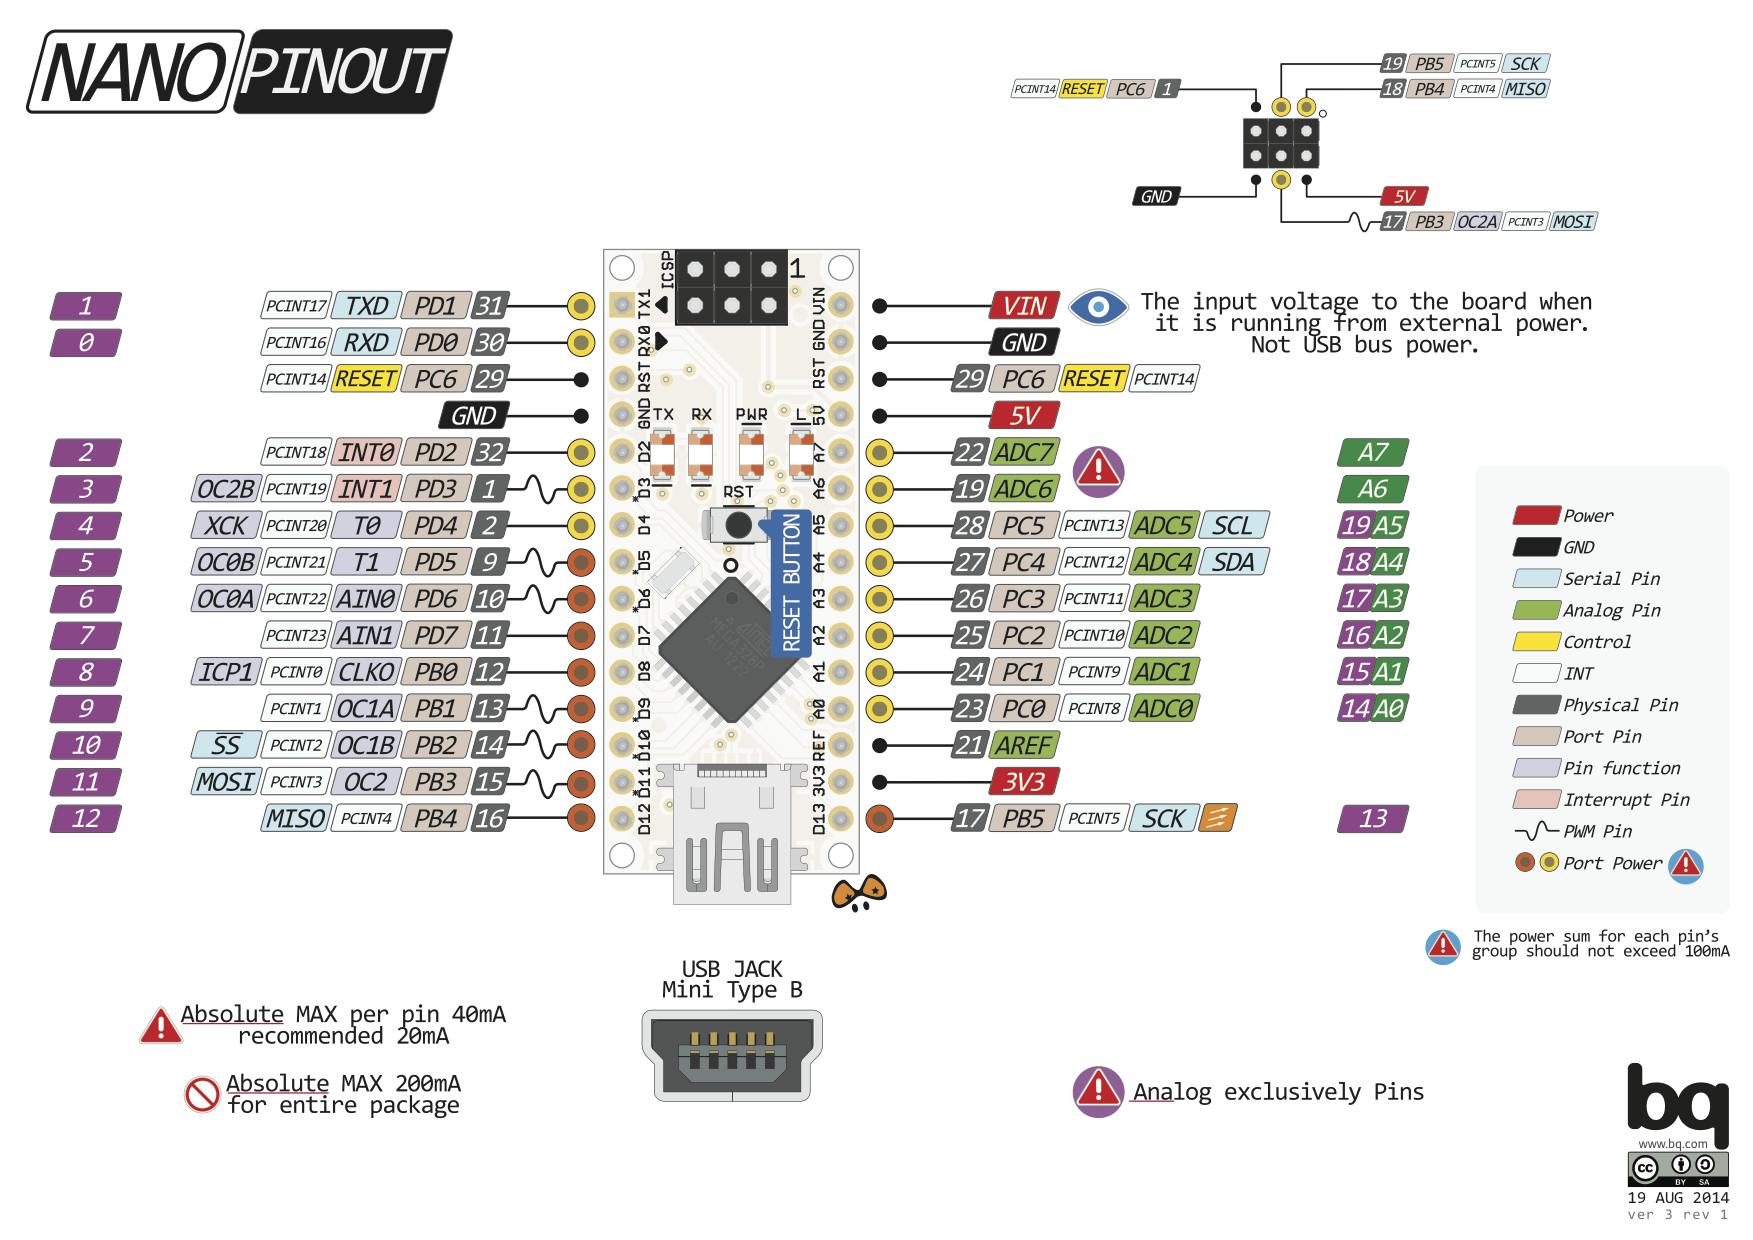 NANO PINOUT
19 PB5 PCINT5 SCK
18 PB4 PCINT4 MISO
PCINT14 RESET PC6 1
GND
5V
17 PB3 OC2A PCINT3 MOSI
1 PCINT17 TXD PD1 31
0 PCINT16 RXD PD0 30
PCINT14 RESET PC6 29
GND
2 PCINT18 INT0 PD2 32
3 OC2B PCINT19 INT1 PD3 1
4 XCK PCINT20 T0 PD4 2
5 OC0B PCINT21 T1 PD5 9
6 OC0A PCINT22 AIN0 PD6 10
7 PCINT23 AIN1 PD7 11
8 ICP1 PCINT0 CLKO PB0 12
9 PCINT1 OC1A PB1 13
10 SS PCINT2 OC1B PB2 14
11 MOSI PCINT3 OC2 PB3 15
12 MISO PCINT4 PB4 16
ICSP
1
TX1
RX0
RST
GND
D2
*D3
D4
*D5
*D6
D7
D8
*D9
*D10
*D11
D12
TX RX PWR L
RST
RESET BUTTON
ATMEL
MEGA328P
AU 1222
VIN
GND
RST
5V
A7
A6
A5
A4
A3
A2
A1
A0
REF
3V3
D13
VIN
The input voltage to the board when
it is running from external power.
Not USB bus power.
GND
29 PC6 RESET PCINT14
5V
22 ADC7 A7
19 ADC6 A6
28 PC5 PCINT13 ADC5 SCL 19 A5
27 PC4 PCINT12 ADC4 SDA 18 A4
26 PC3 PCINT11 ADC3 17 A3
25 PC2 PCINT10 ADC2 16 A2
24 PC1 PCINT9 ADC1 15 A1
23 PC0 PCINT8 ADC0 14 A0
21 AREF
3V3
17 PB5 PCINT5 SCK 13
Power
GND
Serial Pin
Analog Pin
Control
INT
Physical Pin
Port Pin
Pin function
Interrupt Pin
PWM Pin
Port Power
The power sum for each pin's
group should not exceed 100mA
USB JACK
Mini Type B
Absolute MAX per pin 40mA
recommended 20mA
Absolute MAX 200mA
for entire package
Analog exclusively Pins
bq
www.bq.com
cc BY SA
19 AUG 2014
ver 3 rev 1